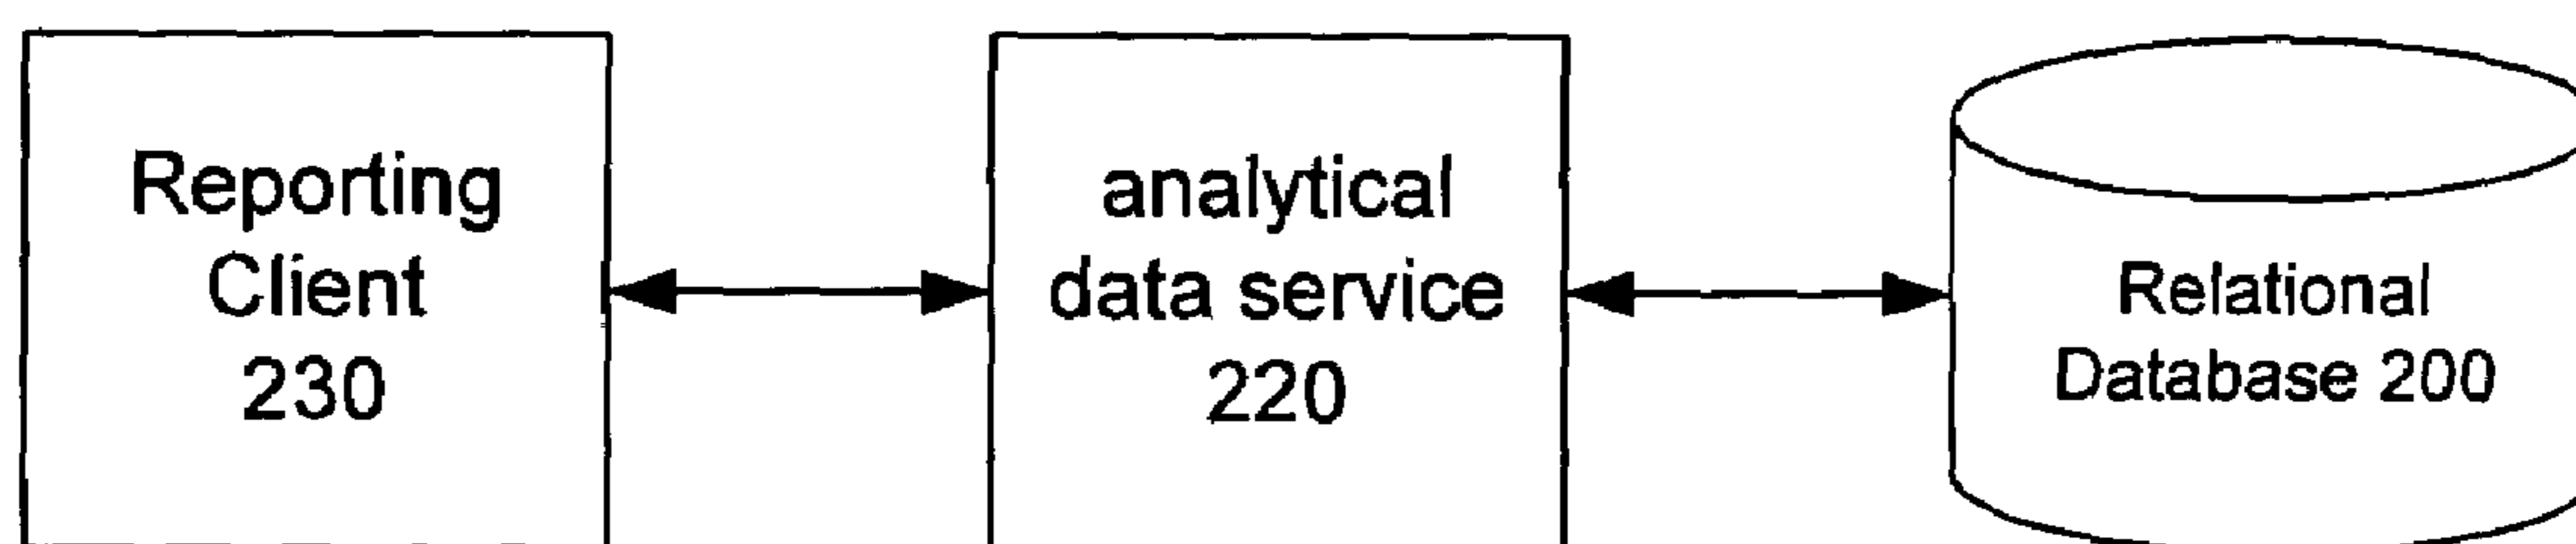 Reporting
Client
230
analytical
data service
220
Relational
Database 200